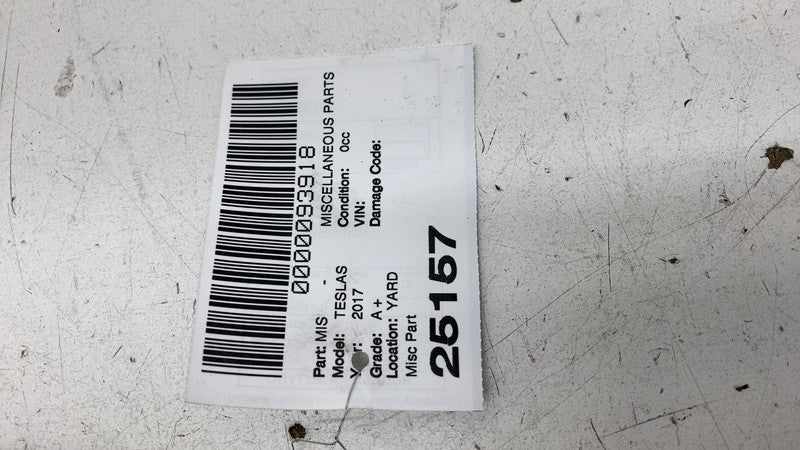 0000093918
Part: MIS - MISCELLANEOUS PARTS
Model: TESLAS Condition: 0cc
Year: 2017 VIN:
Grade: A+ Damage Code:
Location: YARD
Misc Part
25157